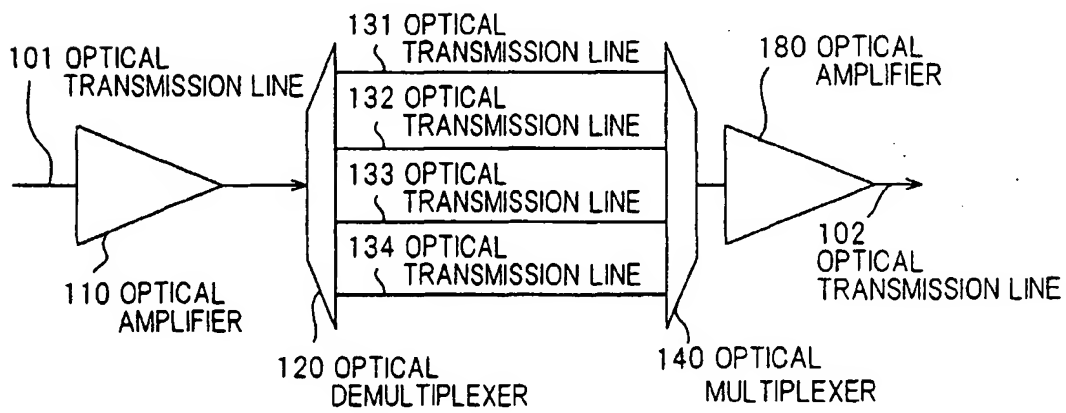 101 OPTICAL
TRANSMISSION LINE
131 OPTICAL
TRANSMISSION LINE
132 OPTICAL
TRANSMISSION LINE
133 OPTICAL
TRANSMISSION LINE
134 OPTICAL
TRANSMISSION LINE
180 OPTICAL
AMPLIFIER
102
OPTICAL
TRANSMISSION LINE
110 OPTICAL
AMPLIFIER
120 OPTICAL
DEMULTIPLEXER
140 OPTICAL
MULTIPLEXER